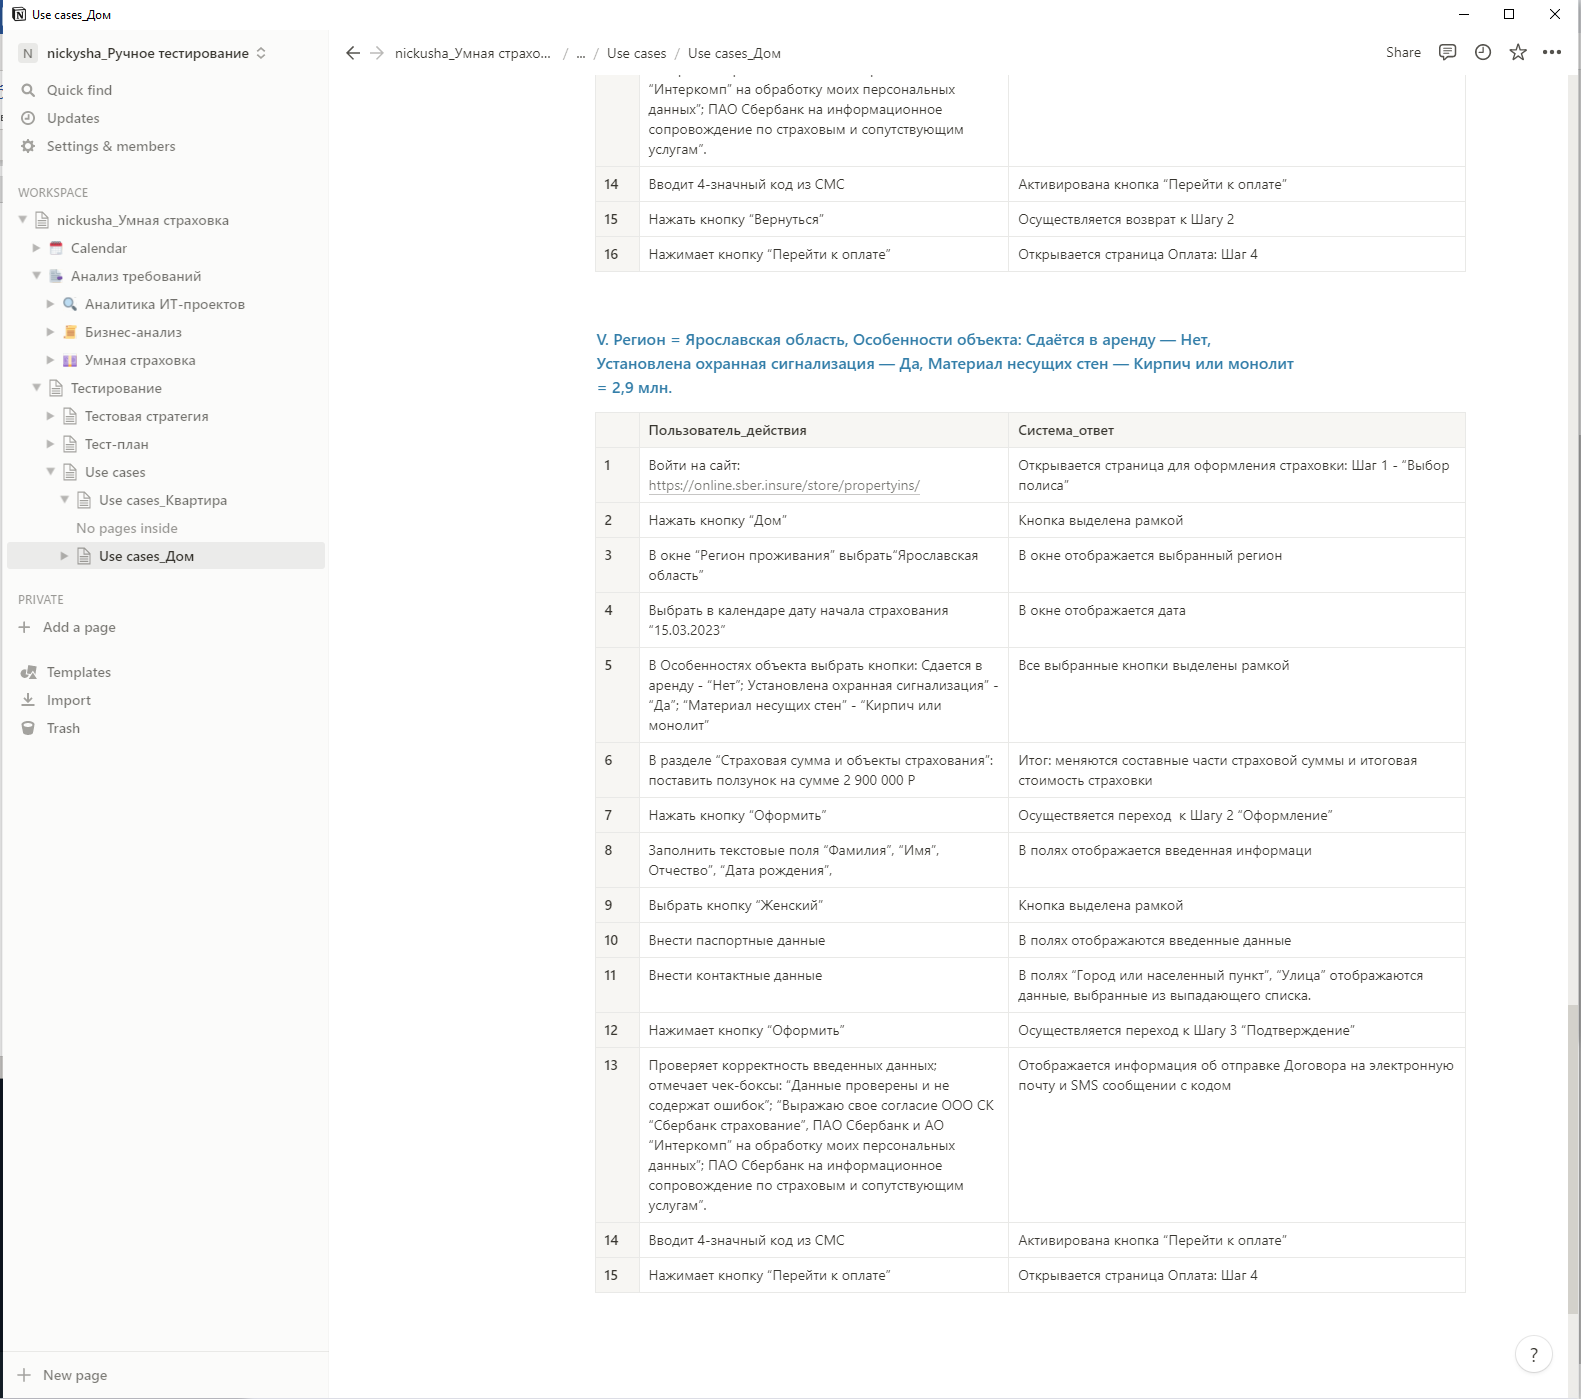 Use cases_Дом
N nickysha_Ручное тестирование
Quick find
Updates
Settings & members
WORKSPACE
nickusha_Умная страховка
Calendar
Анализ требований
Аналитика ИТ-проектов
Бизнес-анализ
Умная страховка
Тестирование
Тестовая стратегия
Тест-план
Use cases
Use cases_Квартира
No pages inside
Use cases_Дом
PRIVATE
Add a page
Templates
Import
Trash
New page
nickusha_Умная страхо... / ... / Use cases / Use cases_Дом
Share
“Интеркомп” на обработку моих персональных
данных”; ПАО Сбербанк на информационное
сопровождение по страховым и сопутствующим
услугам”.
14 Вводит 4-значный код из СМС Активирована кнопка “Перейти к оплате”
15 Нажать кнопку “Вернуться” Осуществляется возврат к Шагу 2
16 Нажимает кнопку “Перейти к оплате” Открывается страница Оплата: Шаг 4
V. Регион = Ярославская область, Особенности объекта: Сдаётся в аренду — Нет,
Установлена охранная сигнализация — Да, Материал несущих стен — Кирпич или монолит
= 2,9 млн.
Пользователь_действия Система_ответ
1 Войти на сайт: Открывается страница для оформления страховки: Шаг 1 - “Выбор
https://online.sber.insure/store/propertyins/ полиса”
2 Нажать кнопку “Дом” Кнопка выделена рамкой
3 В окне “Регион проживания” выбрать“Ярославская В окне отображается выбранный регион
область”
4 Выбрать в календаре дату начала страхования В окне отображается дата
“15.03.2023”
5 В Особенностях объекта выбрать кнопки: Сдается в Все выбранные кнопки выделены рамкой
аренду - “Нет”; Установлена охранная сигнализация” -
“Да”; “Материал несущих стен” - “Кирпич или
монолит”
6 В разделе “Страховая сумма и объекты страхования”: Итог: меняются составные части страховой суммы и итоговая
поставить ползунок на сумме 2 900 000 Р стоимость страховки
7 Нажать кнопку “Оформить” Осуществяется переход к Шагу 2 “Оформление”
8 Заполнить текстовые поля “Фамилия”, “Имя”, В полях отображается введенная информаци
Отчество”, “Дата рождения”,
9 Выбрать кнопку “Женский” Кнопка выделена рамкой
10 Внести паспортные данные В полях отображаются введенные данные
11 Внести контактные данные В полях “Город или населенный пункт”, “Улица” отображаются
данные, выбранные из выпадающего списка.
12 Нажимает кнопку “Оформить” Осуществляется переход к Шагу 3 “Подтверждение”
13 Проверяет корректность введенных данных; Отображается информация об отправке Договора на электронную
отмечает чек-боксы: “Данные проверены и не почту и SMS сообщении с кодом
содержат ошибок”; “Выражаю свое согласие ООО СК
“Сбербанк страхование”, ПАО Сбербанк и АО
“Интеркомп” на обработку моих персональных
данных”; ПАО Сбербанк на информационное
сопровождение по страховым и сопутствующим
услугам”.
14 Вводит 4-значный код из СМС Активирована кнопка “Перейти к оплате”
15 Нажимает кнопку “Перейти к оплате” Открывается страница Оплата: Шаг 4
?